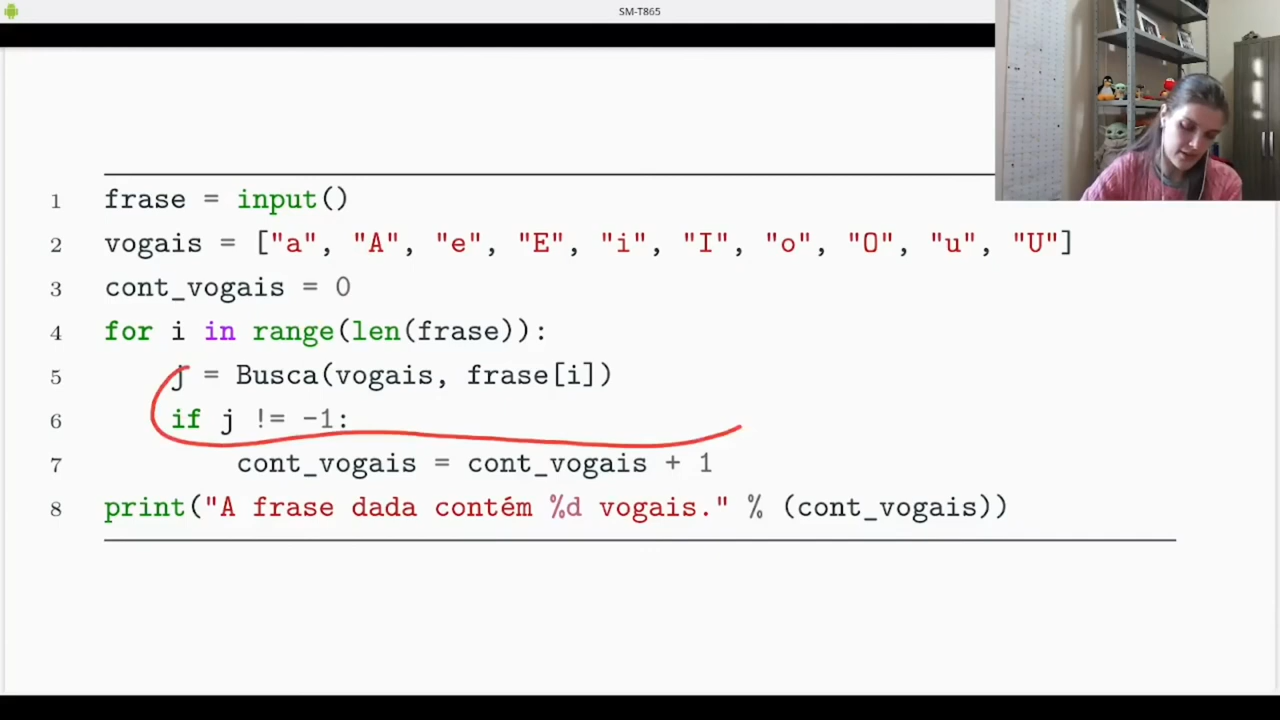 SM-T865
1 frase = input()
2 vogais = ["a", "A", "e", "E", "i", "I", "o", "O", "u", "U"]
3 cont_vogais = 0
4 for i in range(len(frase)):
5 j = Busca(vogais, frase[i])
6 if j != -1:
7 cont_vogais = cont_vogais + 1
8 print("A frase dada contém %d vogais." % (cont_vogais))